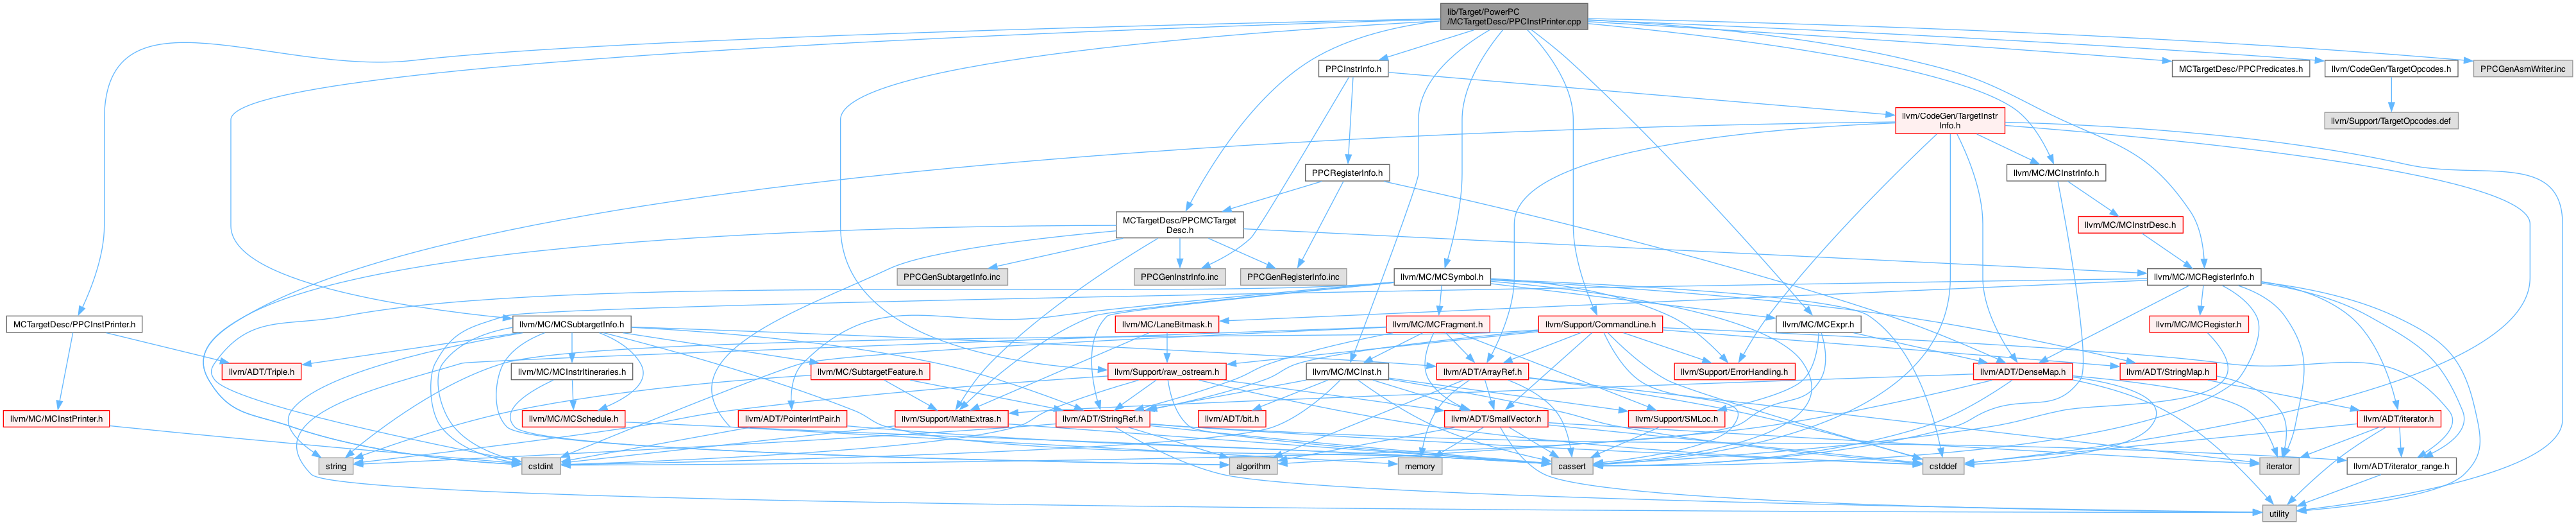 lib/Target/PowerPC
/MCTargetDesc/PPCInstPrinter.cpp
PPCInstrInfo.h
MCTargetDesc/PPCPredicates.h
llvm/CodeGen/TargetOpcodes.h
PPCGenAsmWriter.inc
llvm/CodeGen/TargetInstr
Info.h
llvm/Support/TargetOpcodes.def
PPCRegisterInfo.h
llvm/MC/MCInstrInfo.h
MCTargetDesc/PPCMCTarget
Desc.h
llvm/MC/MCInstrDesc.h
PPCGenSubtargetInfo.inc
PPCGenInstrInfo.inc
PPCGenRegisterInfo.inc
llvm/MC/MCSymbol.h
llvm/MC/MCRegisterInfo.h
MCTargetDesc/PPCInstPrinter.h
llvm/MC/MCSubtargetInfo.h
llvm/MC/LaneBitmask.h
llvm/MC/MCFragment.h
llvm/Support/CommandLine.h
llvm/MC/MCExpr.h
llvm/MC/MCRegister.h
llvm/ADT/Triple.h
llvm/MC/MCInstrItineraries.h
llvm/MC/SubtargetFeature.h
llvm/Support/raw_ostream.h
llvm/MC/MCInst.h
llvm/ADT/ArrayRef.h
llvm/Support/ErrorHandling.h
llvm/ADT/DenseMap.h
llvm/ADT/StringMap.h
llvm/MC/MCInstPrinter.h
llvm/MC/MCSchedule.h
llvm/ADT/PointerIntPair.h
llvm/Support/MathExtras.h
llvm/ADT/StringRef.h
llvm/ADT/bit.h
llvm/ADT/SmallVector.h
llvm/Support/SMLoc.h
llvm/ADT/iterator.h
string
cstdint
algorithm
memory
cassert
cstddef
iterator
llvm/ADT/iterator_range.h
utility